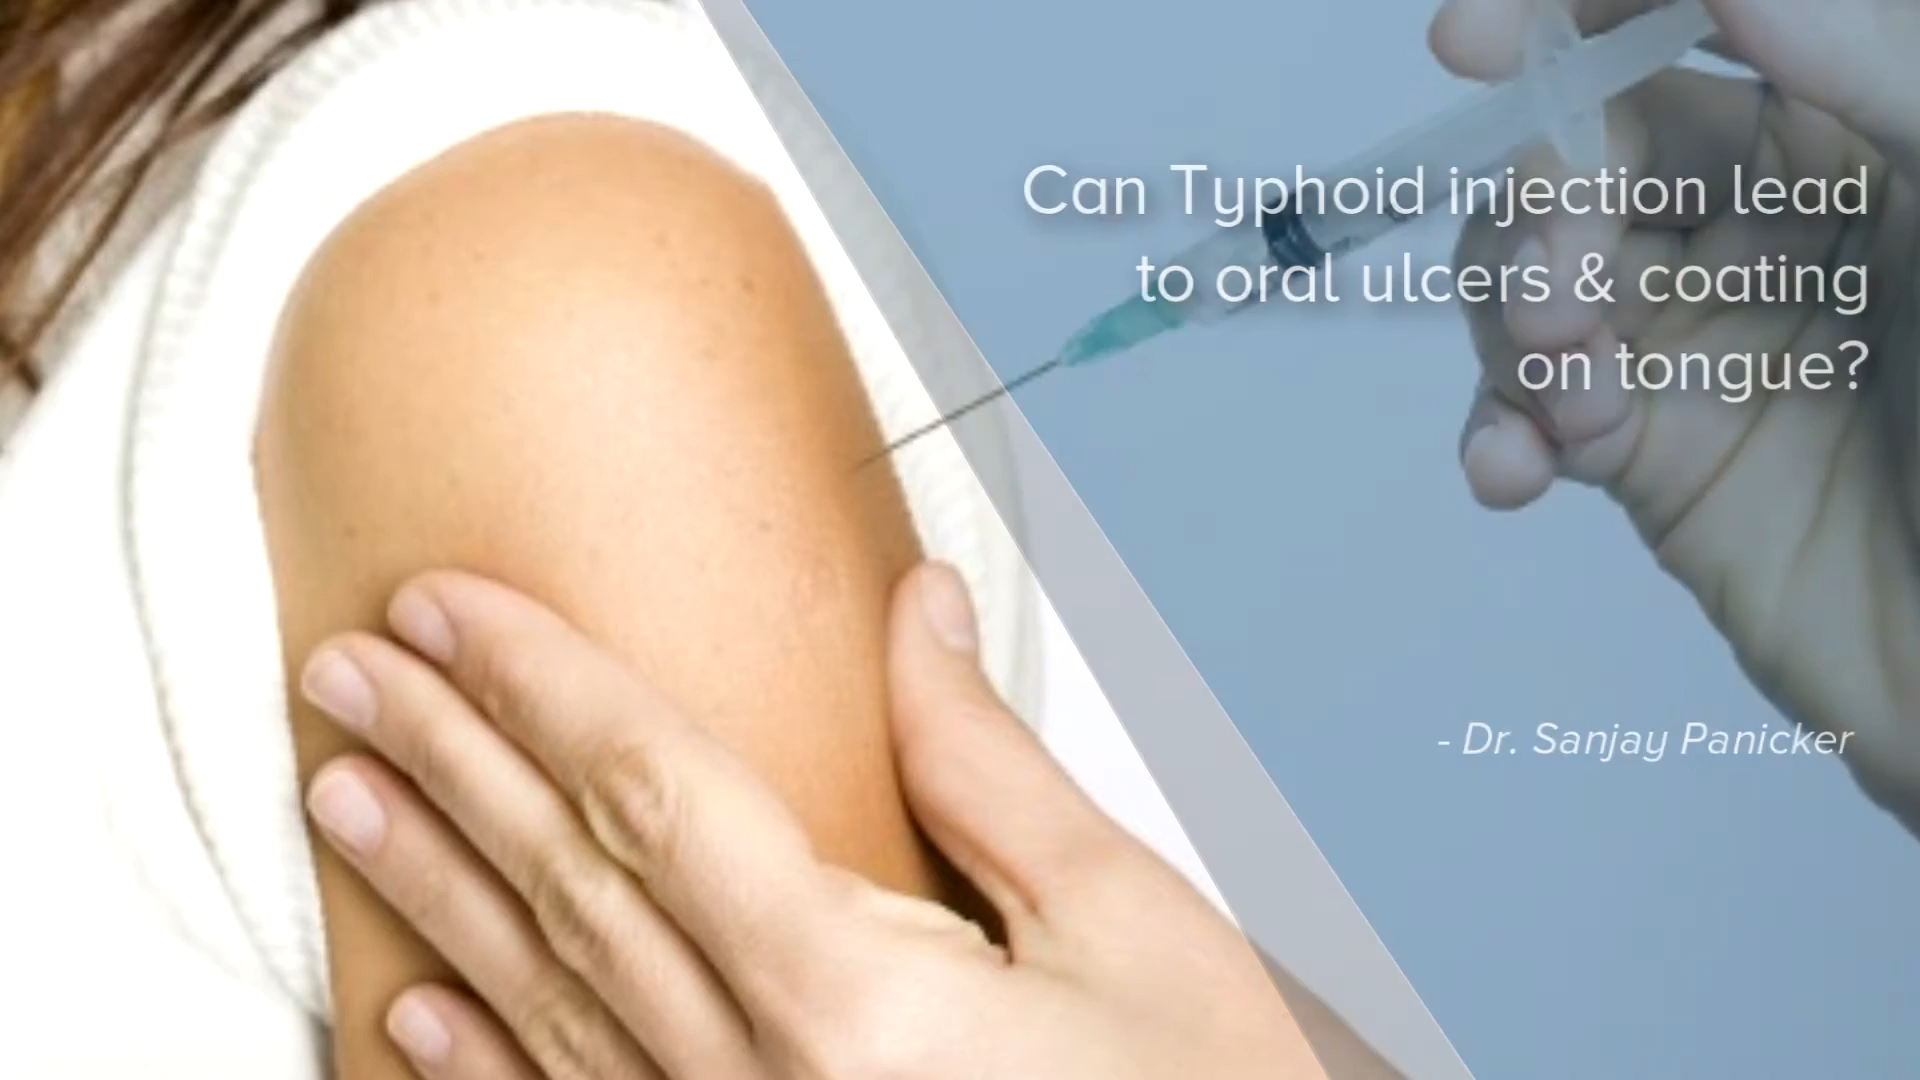 Can Typhoid injection lead
to oral ulcers & coating
on tongue?
- Dr. Sanjay Panicker